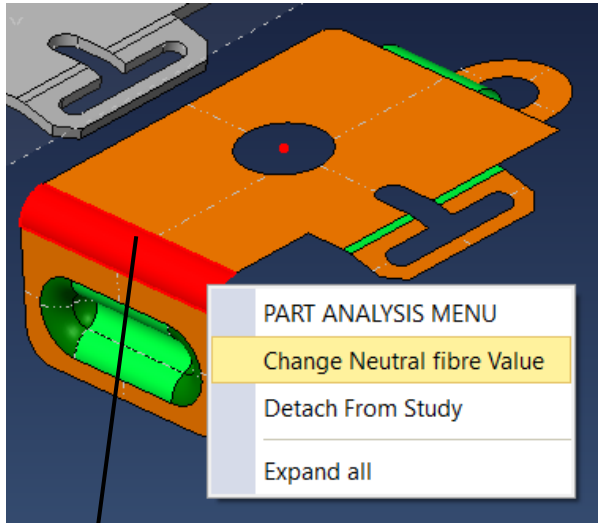 PART ANALYSIS MENU
Change Neutral fibre Value
Detach From Study
Expand all